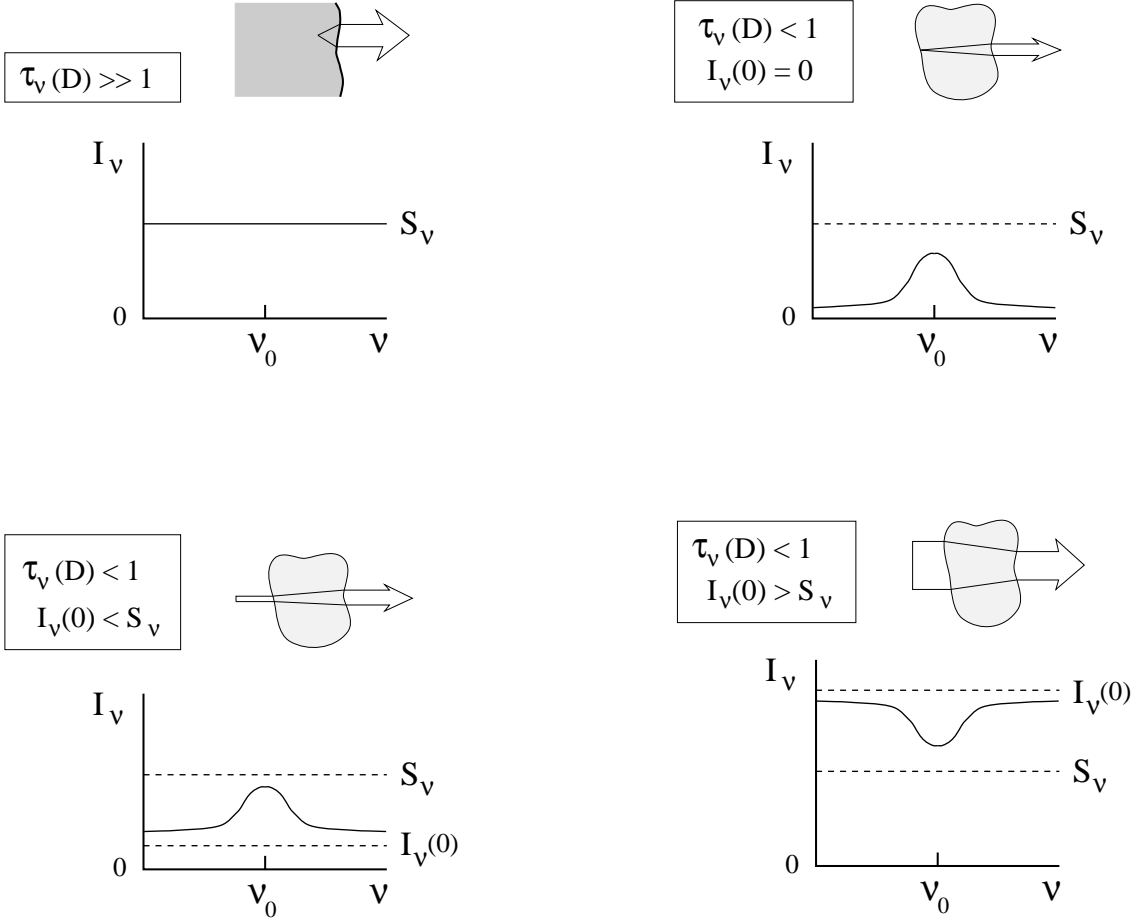 τν (D) >> 1
Iν
Sν
0
ν0
ν
τν (D) < 1
Iν(0) = 0
Iν
Sν
0
ν0
ν
τν (D) < 1
Iν(0) < Sν
Iν
Sν
Iν(0)
0
ν0
ν
τν (D) < 1
Iν(0) > Sν
Iν
Iν(0)
Sν
0
ν0
ν